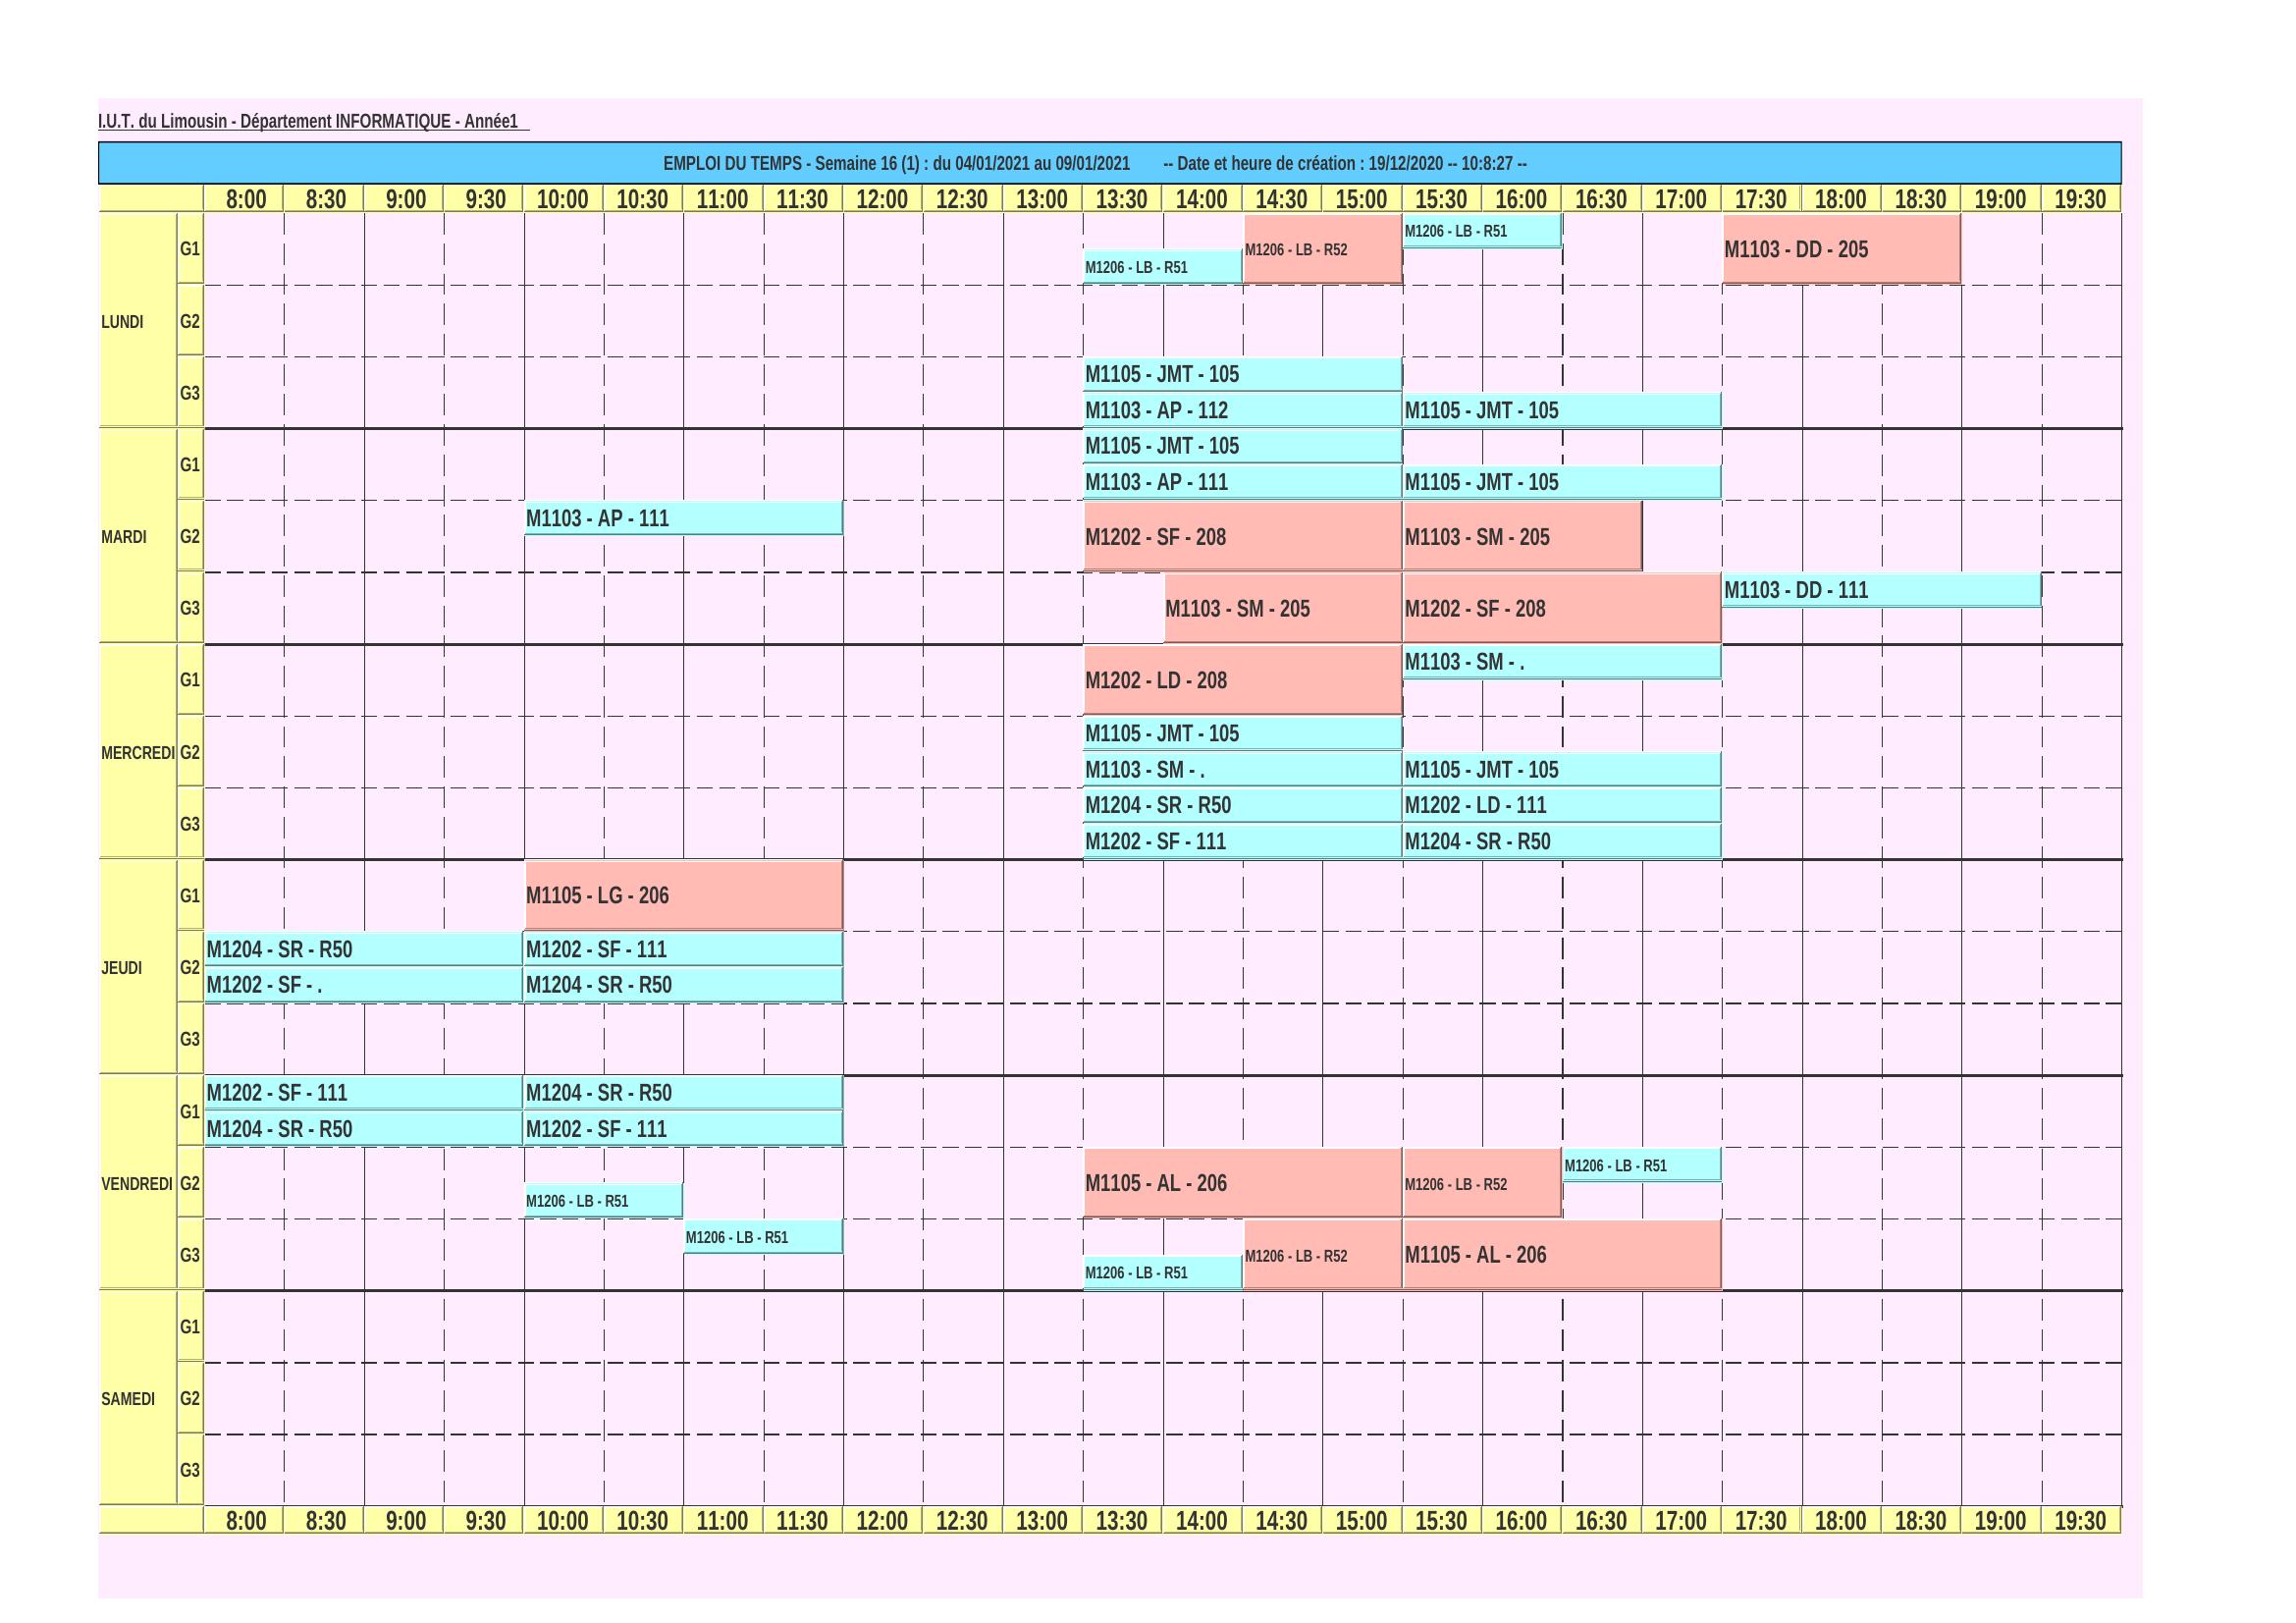 I.U.T. du Limousin - Département INFORMATIQUE - Année1
EMPLOI DU TEMPS - Semaine 16 (1) : du 04/01/2021 au 09/01/2021 -- Date et heure de création : 19/12/2020 -- 10:8:27 --
8:00 8:30 9:00 9:30 10:00 10:30 11:00 11:30 12:00 12:30 13:00 13:30 14:00 14:30 15:00 15:30 16:00 16:30 17:00 17:30 18:00 18:30 19:00 19:30
LUNDI
G1
M1206 - LB - R51
M1206 - LB - R52
M1206 - LB - R51
M1103 - DD - 205
G2
G3
M1105 - JMT - 105
M1103 - AP - 112
M1105 - JMT - 105
MARDI
G1
M1105 - JMT - 105
M1103 - AP - 111
M1105 - JMT - 105
G2
M1103 - AP - 111
M1202 - SF - 208
M1103 - SM - 205
G3
M1103 - SM - 205
M1202 - SF - 208
M1103 - DD - 111
MERCREDI
G1
M1202 - LD - 208
M1103 - SM - .
G2
M1105 - JMT - 105
M1103 - SM - .
M1105 - JMT - 105
G3
M1204 - SR - R50
M1202 - LD - 111
M1202 - SF - 111
M1204 - SR - R50
JEUDI
G1
M1105 - LG - 206
G2
M1204 - SR - R50
M1202 - SF - 111
M1202 - SF - .
M1204 - SR - R50
G3
VENDREDI
G1
M1202 - SF - 111
M1204 - SR - R50
M1204 - SR - R50
M1202 - SF - 111
G2
M1206 - LB - R51
M1105 - AL - 206
M1206 - LB - R52
M1206 - LB - R51
G3
M1206 - LB - R51
M1206 - LB - R51
M1206 - LB - R52
M1105 - AL - 206
SAMEDI
G1
G2
G3
8:00 8:30 9:00 9:30 10:00 10:30 11:00 11:30 12:00 12:30 13:00 13:30 14:00 14:30 15:00 15:30 16:00 16:30 17:00 17:30 18:00 18:30 19:00 19:30